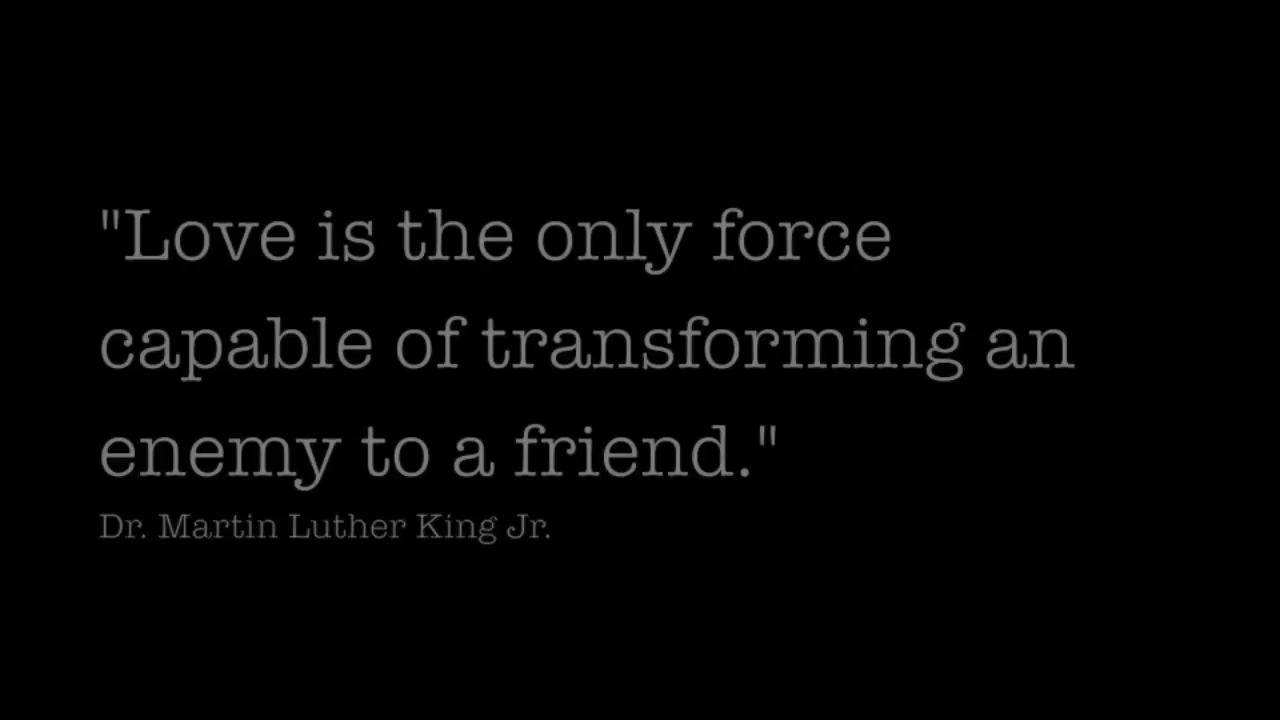 "Love is the only force
capable of transforming an
enemy to a friend."
Dr. Martin Luther King Jr.